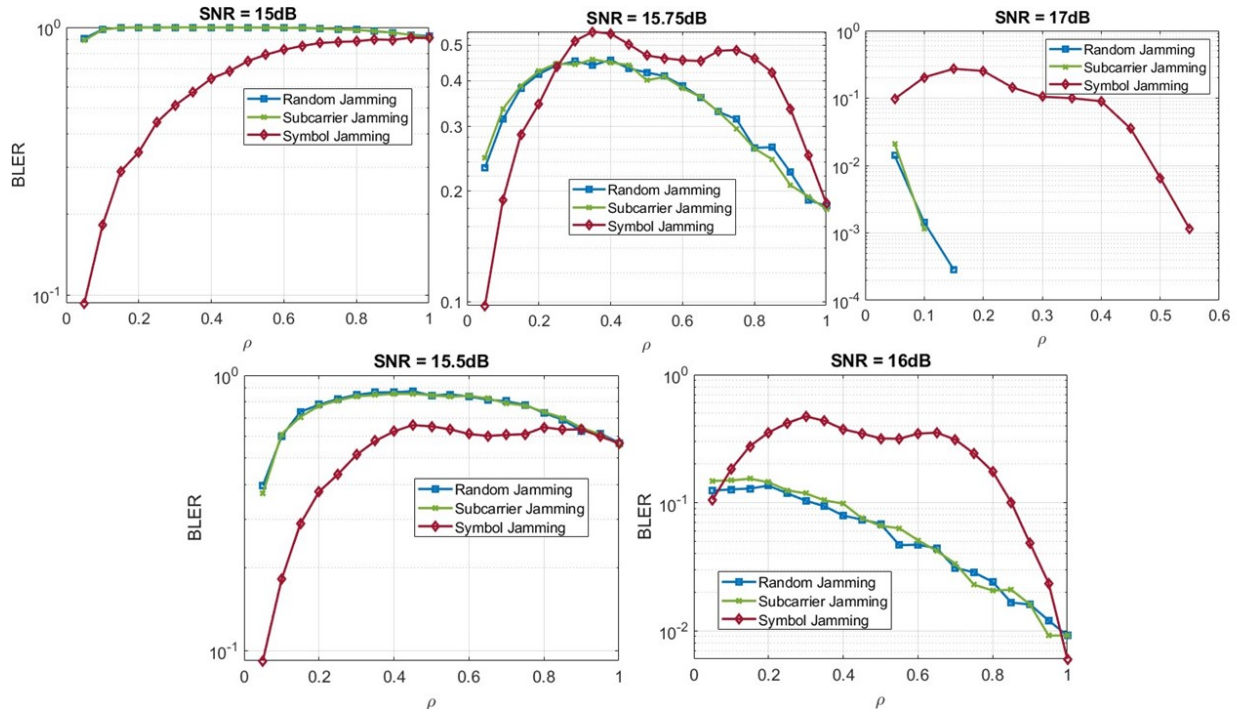 SNR = 15dB
10^0
10^-1
BLER
0 0.2 0.4 0.6 0.8 1
ρ
Random Jamming
Subcarrier Jamming
Symbol Jamming
SNR = 15.75dB
0.5
0.4
0.3
0.2
0.1
0 0.2 0.4 0.6 0.8 1
ρ
Random Jamming
Subcarrier Jamming
Symbol Jamming
SNR = 17dB
10^0
10^-1
10^-2
10^-3
10^-4
0 0.1 0.2 0.3 0.4 0.5 0.6
ρ
Random Jamming
Subcarrier Jamming
Symbol Jamming
SNR = 15.5dB
10^0
10^-1
BLER
0 0.2 0.4 0.6 0.8 1
ρ
Random Jamming
Subcarrier Jamming
Symbol Jamming
SNR = 16dB
10^0
10^-1
10^-2
BLER
0 0.2 0.4 0.6 0.8 1
ρ
Random Jamming
Subcarrier Jamming
Symbol Jamming